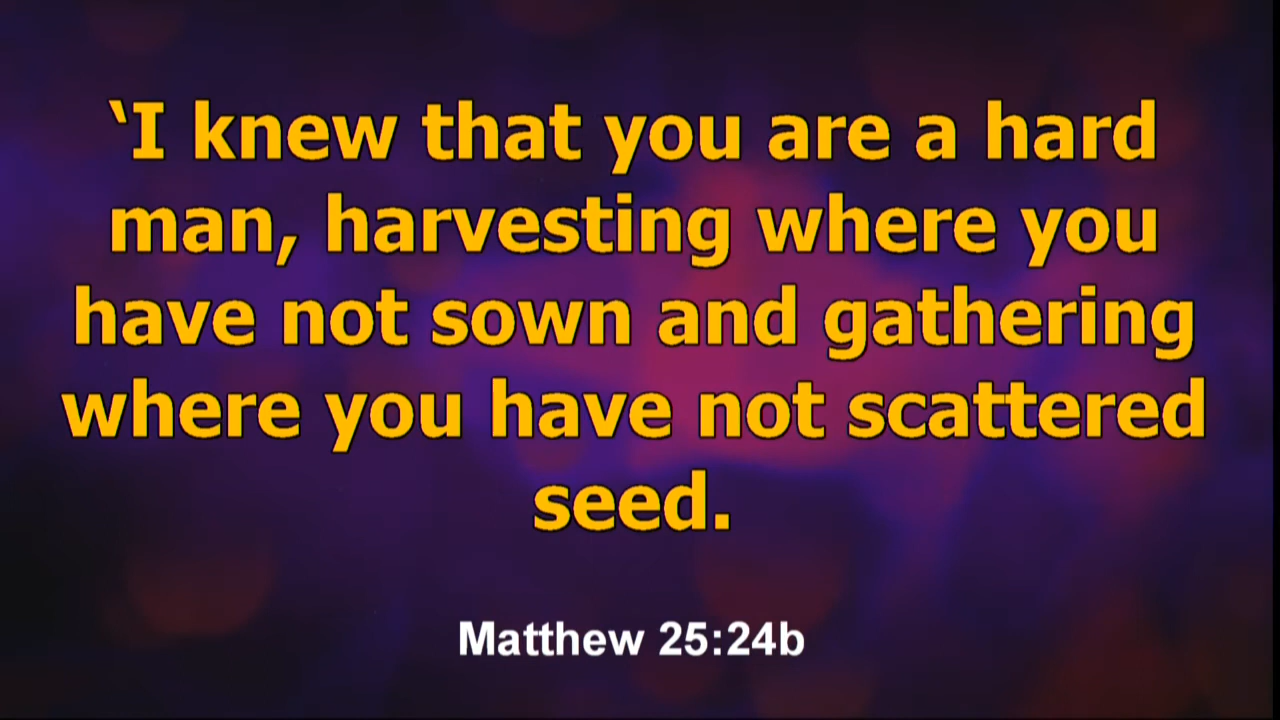 ‘I knew that you are a hard
man, harvesting where you
have not sown and gathering
where you have not scattered
seed.
Matthew 25:24b